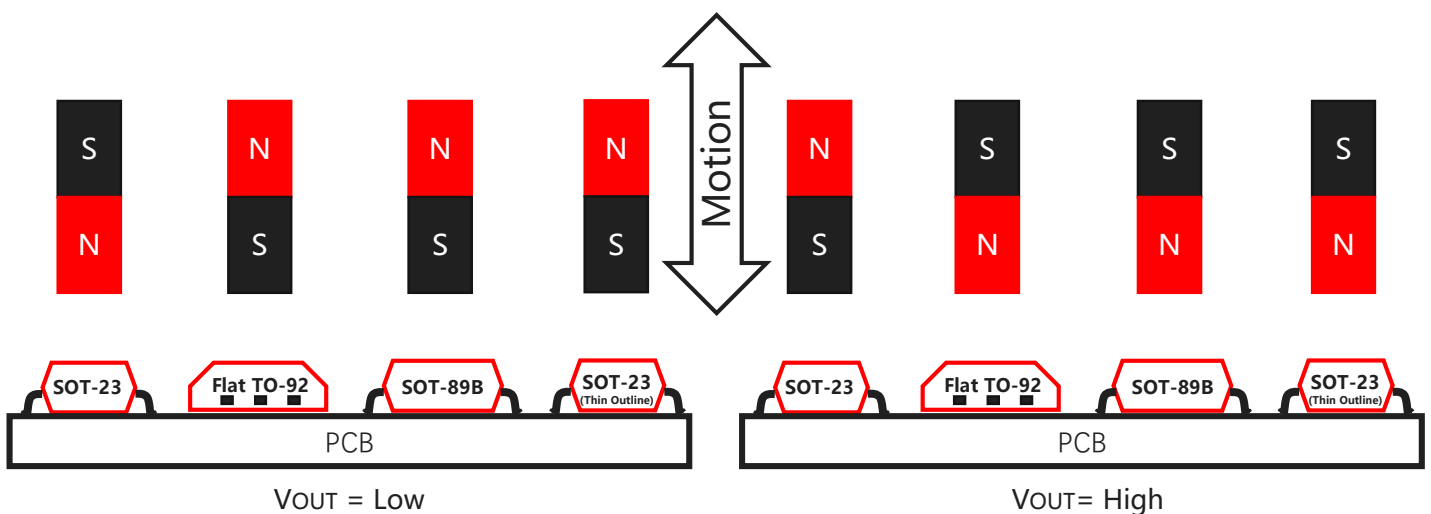 S N N N N S S S
N S S S S N N N
Motion
SOT-23 Flat TO-92 SOT-89B SOT-23 SOT-23 Flat TO-92 SOT-89B SOT-23
(Thin Outline) (Thin Outline)
PCB PCB
VOUT = Low VOUT= High